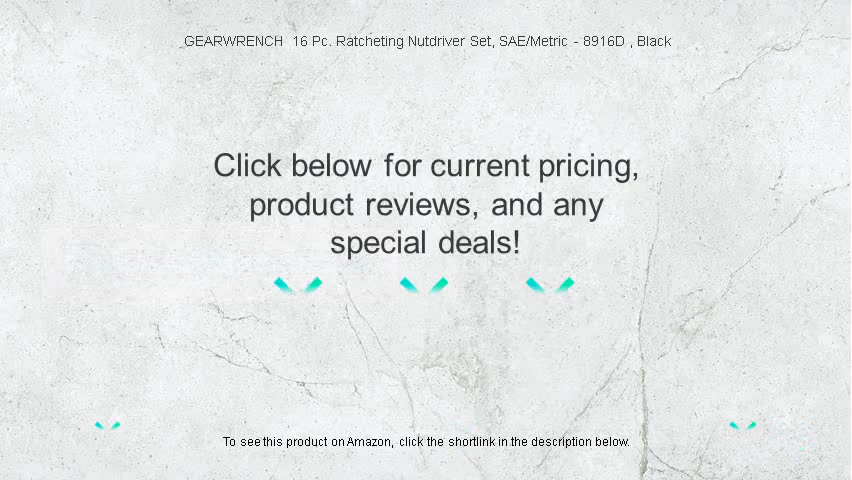 GEARWRENCH 16 Pc. Ratcheting Nutdriver Set, SAE/Metric - 8916D , Black
Click below for current pricing,
product reviews, and any
special deals!
To see this product on Amazon, click the shortlink in the description below.